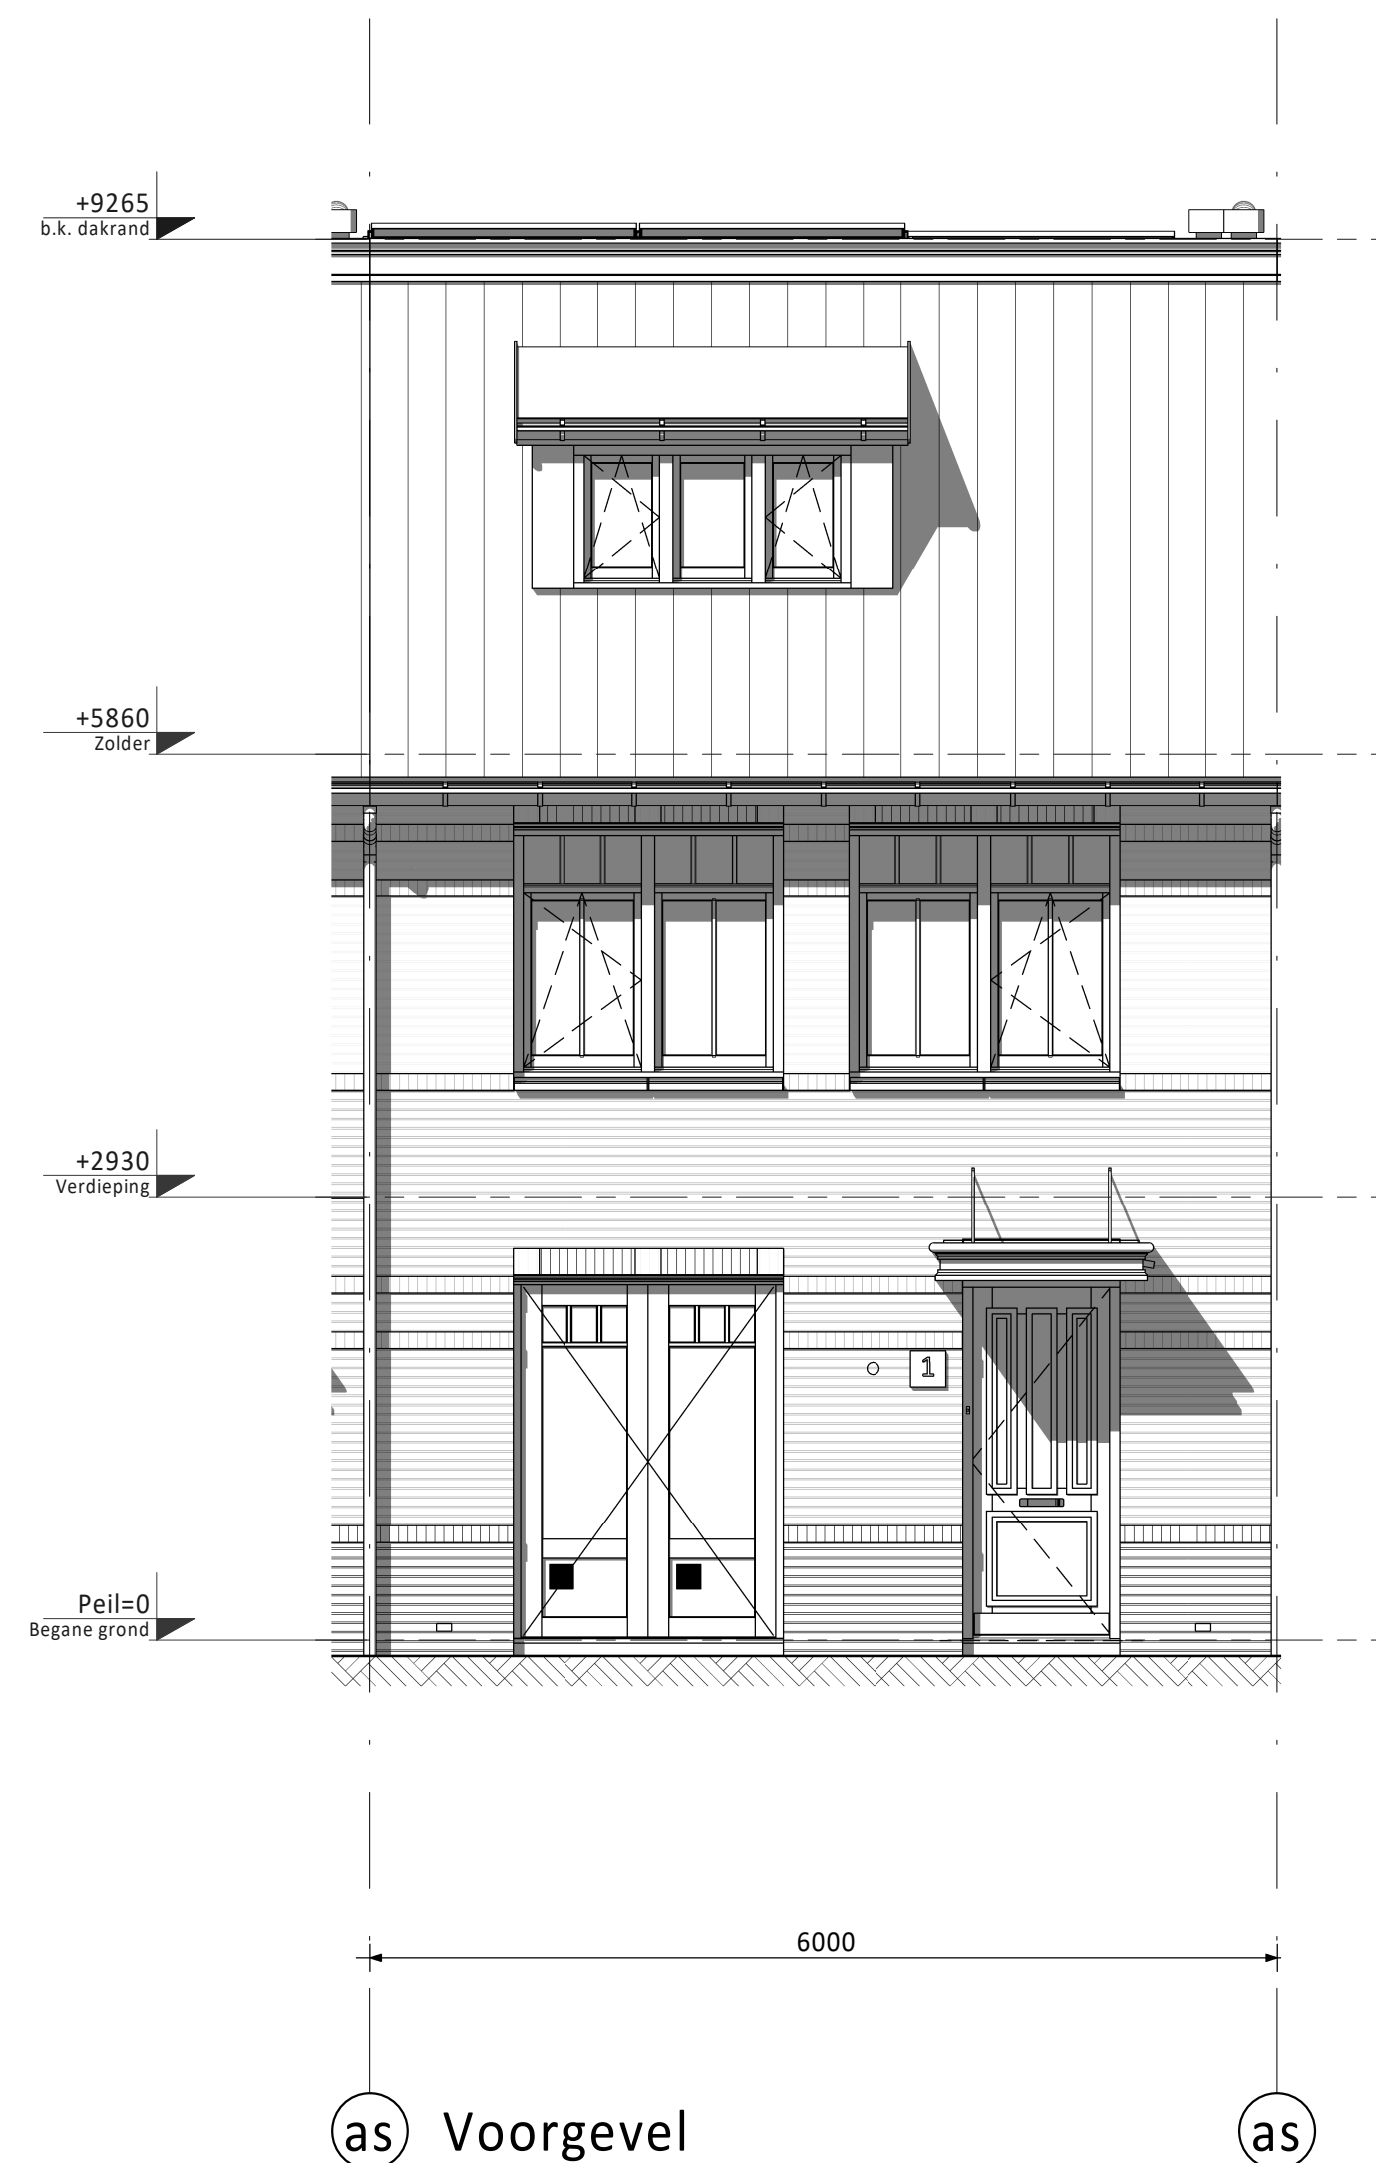 +9265
b.k. dakrand
+5860
Zolder
+2930
Verdieping
1
Peil=0
Begane grond
6000
as Voorgevel as